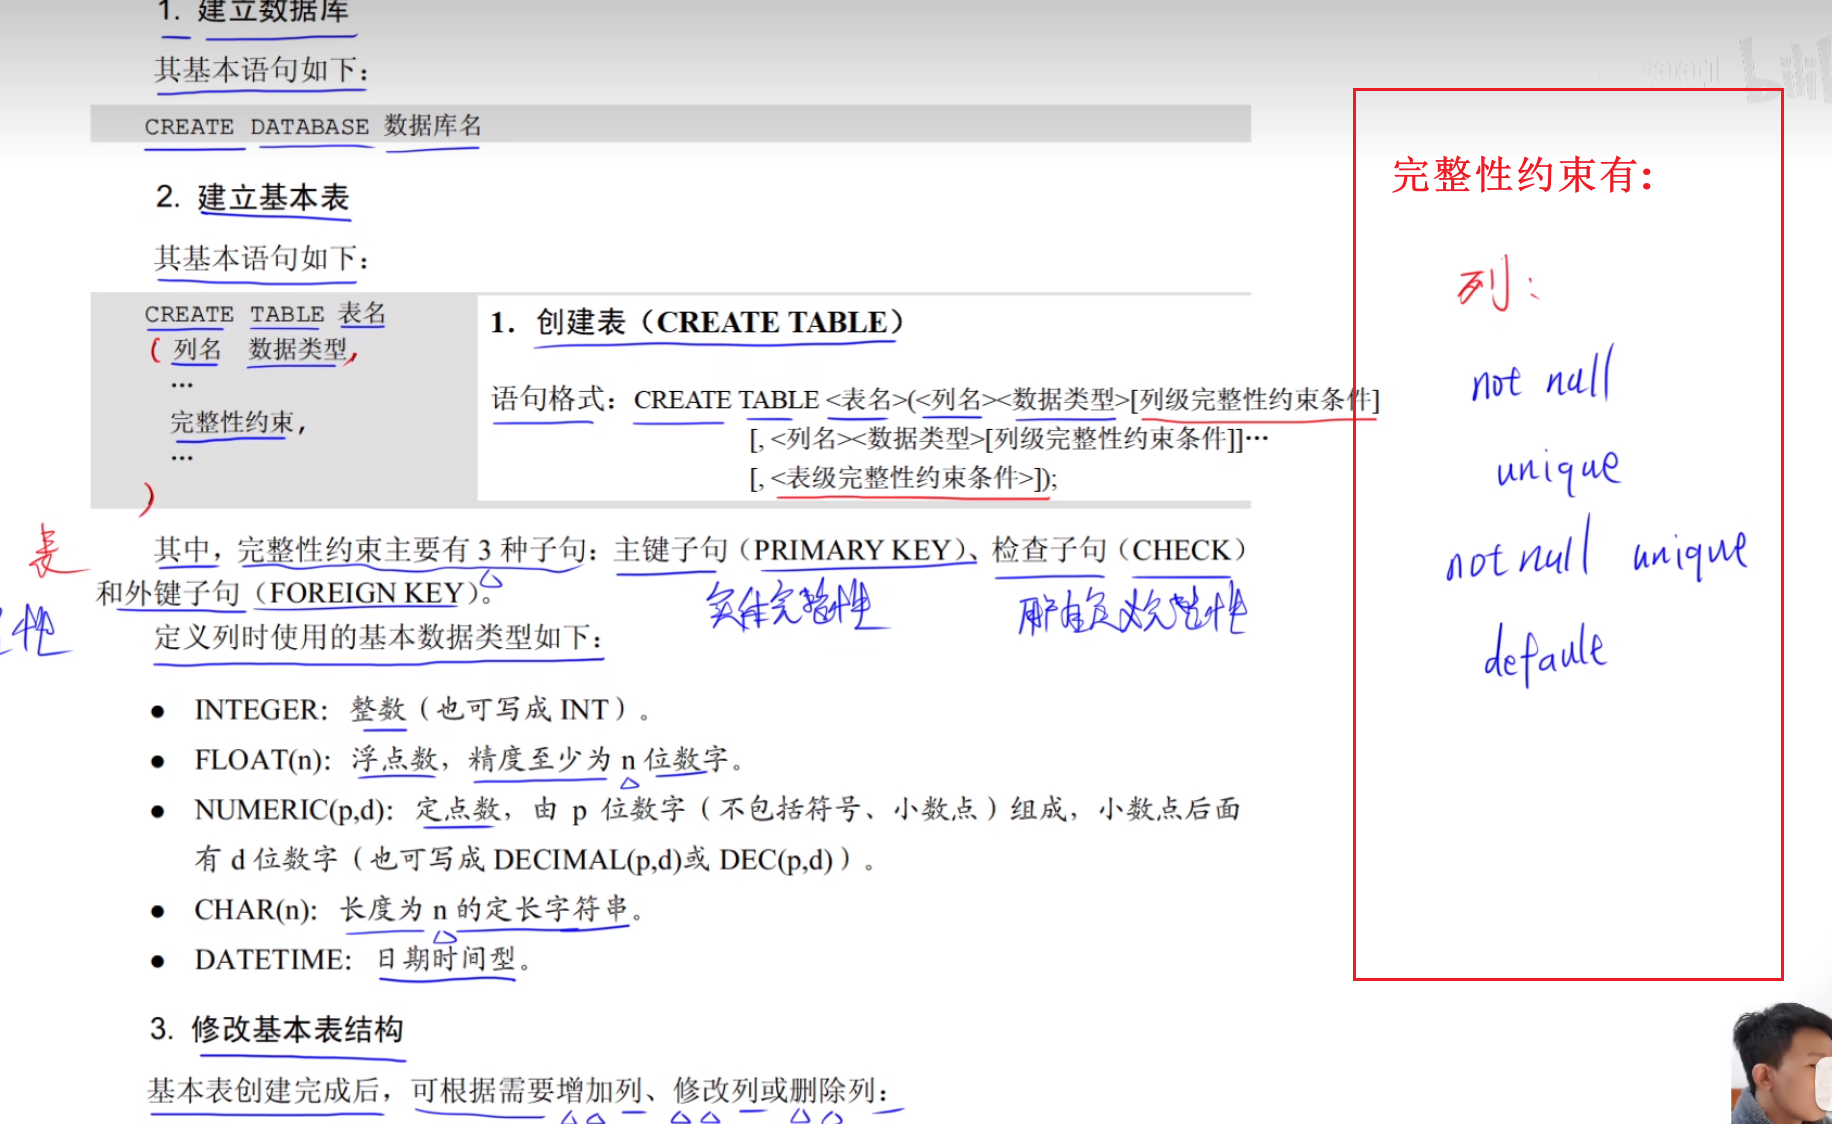 1. 建立数据库
其基本语句如下：
CREATE DATABASE 数据库名
2. 建立基本表
其基本语句如下：
CREATE TABLE 表名
( 列名 数据类型,
…
完整性约束,
…
)
1. 创建表（CREATE TABLE）
语句格式：CREATE TABLE <表名>(<列名><数据类型>[列级完整性约束条件]
[, <列名><数据类型>[列级完整性约束条件]]…
[, <表级完整性约束条件>]);
表
其中，完整性约束主要有 3 种子句：主键子句（PRIMARY KEY）、检查子句（CHECK）
和外键子句（FOREIGN KEY）。
实体完整性
用户自定义完整性
性
定义列时使用的基本数据类型如下：
● INTEGER: 整数（也可写成 INT）。
● FLOAT(n): 浮点数，精度至少为 n 位数字。
● NUMERIC(p,d): 定点数，由 p 位数字（不包括符号、小数点）组成，小数点后面
有 d 位数字（也可写成 DECIMAL(p,d)或 DEC(p,d)）。
● CHAR(n): 长度为 n 的定长字符串。
● DATETIME: 日期时间型。
3. 修改基本表结构
基本表创建完成后，可根据需要增加列、修改列或删除列：
完整性约束有：
列：
not null
unique
not null unique
default